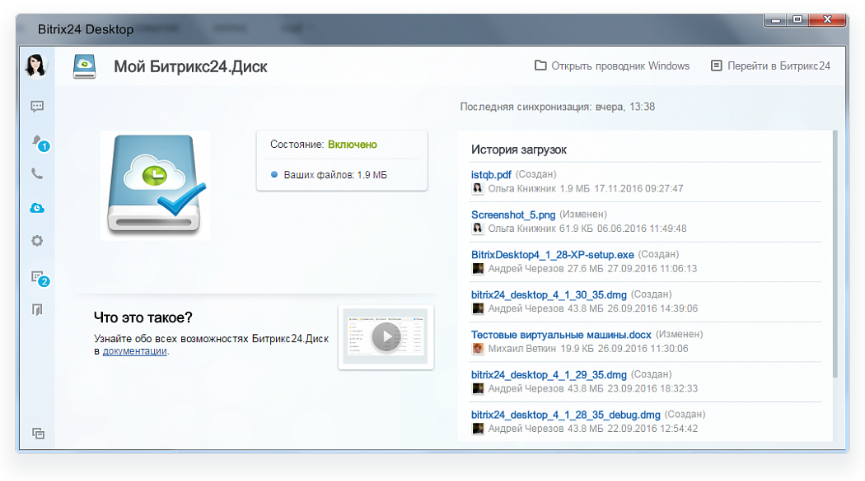 Bitrix24 Desktop
Мой Битрикс24.Диск
Открыть проводник Windows
Перейти в Битрикс24
Последняя синхронизация: вчера, 13:38
Состояние: Включено
Ваших файлов: 1.9 МБ
1
2
Что это такое?
Узнайте обо всех возможностях Битрикс24.Диск
в документации.
История загрузок
istqb.pdf (Создан)
Ольга Книжник 1.9 МБ 17.11.2016 09:27:47
Screenshot_5.png (Изменен)
Ольга Книжник 61.9 КБ 06.06.2016 11:49:48
BitrixDesktop4_1_28-XP-setup.exe (Создан)
Андрей Черезов 27.6 МБ 27.09.2016 11:06:13
bitrix24_desktop_4_1_30_35.dmg (Создан)
Андрей Черезов 43.8 МБ 26.09.2016 14:39:06
Тестовые виртуальные машины.docx (Изменен)
Михаил Веткин 19.9 КБ 26.09.2016 11:30:06
bitrix24_desktop_4_1_29_35.dmg (Создан)
Андрей Черезов 43.8 МБ 23.09.2016 18:32:33
bitrix24_desktop_4_1_28_35_debug.dmg (Создан)
Андрей Черезов 43.8 МБ 22.09.2016 12:54:42